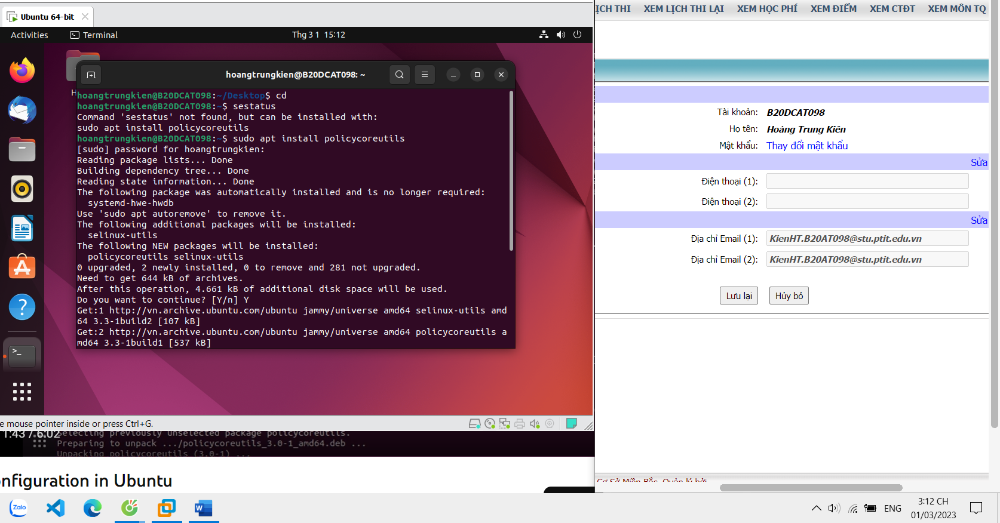 Ubuntu 64-bit
Activities
Terminal
Thg 3 1 15:12
hoangtrungkien@B20DCAT098: ~
H
hoangtrungkien@B20DCAT098:~/Desktop$ cd
hoangtrungkien@B20DCAT098:~$ sestatus
Command 'sestatus' not found, but can be installed with:
sudo apt install policycoreutils
hoangtrungkien@B20DCAT098:~$ sudo apt install policycoreutils
[sudo] password for hoangtrungkien:
Reading package lists... Done
Building dependency tree... Done
Reading state information... Done
The following package was automatically installed and is no longer required:
systemd-hwe-hwdb
Use 'sudo apt autoremove' to remove it.
The following additional packages will be installed:
selinux-utils
The following NEW packages will be installed:
policycoreutils selinux-utils
0 upgraded, 2 newly installed, 0 to remove and 281 not upgraded.
Need to get 644 kB of archives.
After this operation, 4.661 kB of additional disk space will be used.
Do you want to continue? [Y/n] Y
Get:1 http://vn.archive.ubuntu.com/ubuntu jammy/universe amd64 selinux-utils amd
64 3.3-1build2 [107 kB]
Get:2 http://vn.archive.ubuntu.com/ubuntu jammy/universe amd64 policycoreutils a
md64 3.3-1build1 [537 kB]
e mouse pointer inside or press Ctrl+G.
1:43 / 6:02
Selecting previously unselected package policycoreutils.
Preparing to unpack .../policycoreutils_3.0-1_amd64.deb ...
Unpacking policycoreutils (3.0-1) ...
onfiguration in Ubuntu
ỊCH THI XEM LỊCH THI LẠI XEM HỌC PHÍ XEM ĐIỂM XEM CTĐT XEM MÔN TQ
Tài khoản: B20DCAT098
Họ tên: Hoàng Trung Kiên
Mật khẩu: Thay đổi mật khẩu
Sửa
Điện thoại (1):
Điện thoại (2):
Sửa
Địa chỉ Email (1): KienHT.B20AT098@stu.ptit.edu.vn
Địa chỉ Email (2): KienHT.B20AT098@stu.ptit.edu.vn
Lưu lại Hủy bỏ
Cơ Sở Miền Bắc. Quản lý bởi
Zalo
ENG
3:12 CH
01/03/2023